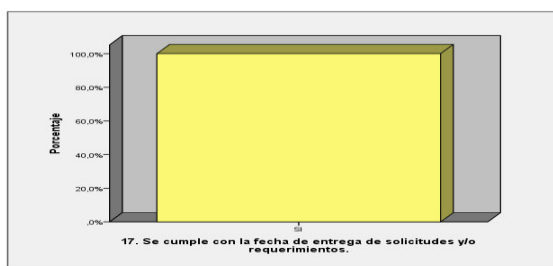 100,0%
80,0%
60,0%
40,0%
20,0%
,0%
Porcentaje
SI
17. Se cumple con la fecha de entrega de solicitudes y/o
requerimientos.